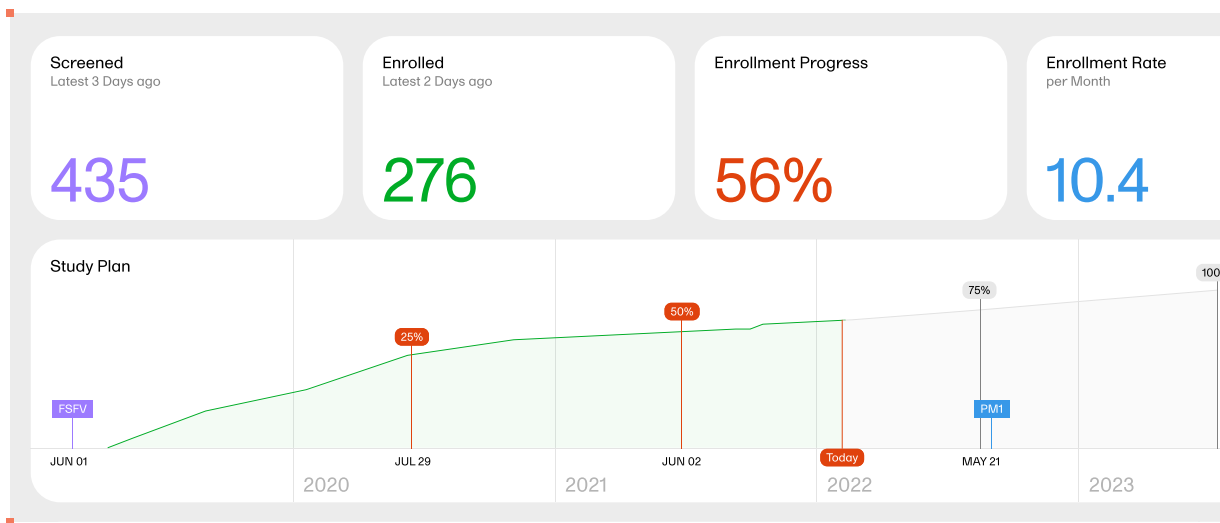 Screened
Latest 3 Days ago
435
Enrolled
Latest 2 Days ago
276
Enrollment Progress
56%
Enrollment Rate
per Month
10.4
Study Plan
100
75%
50%
25%
FSFV
PM1
JUN 01
JUL 29
JUN 02
Today
MAY 21
2020
2021
2022
2023